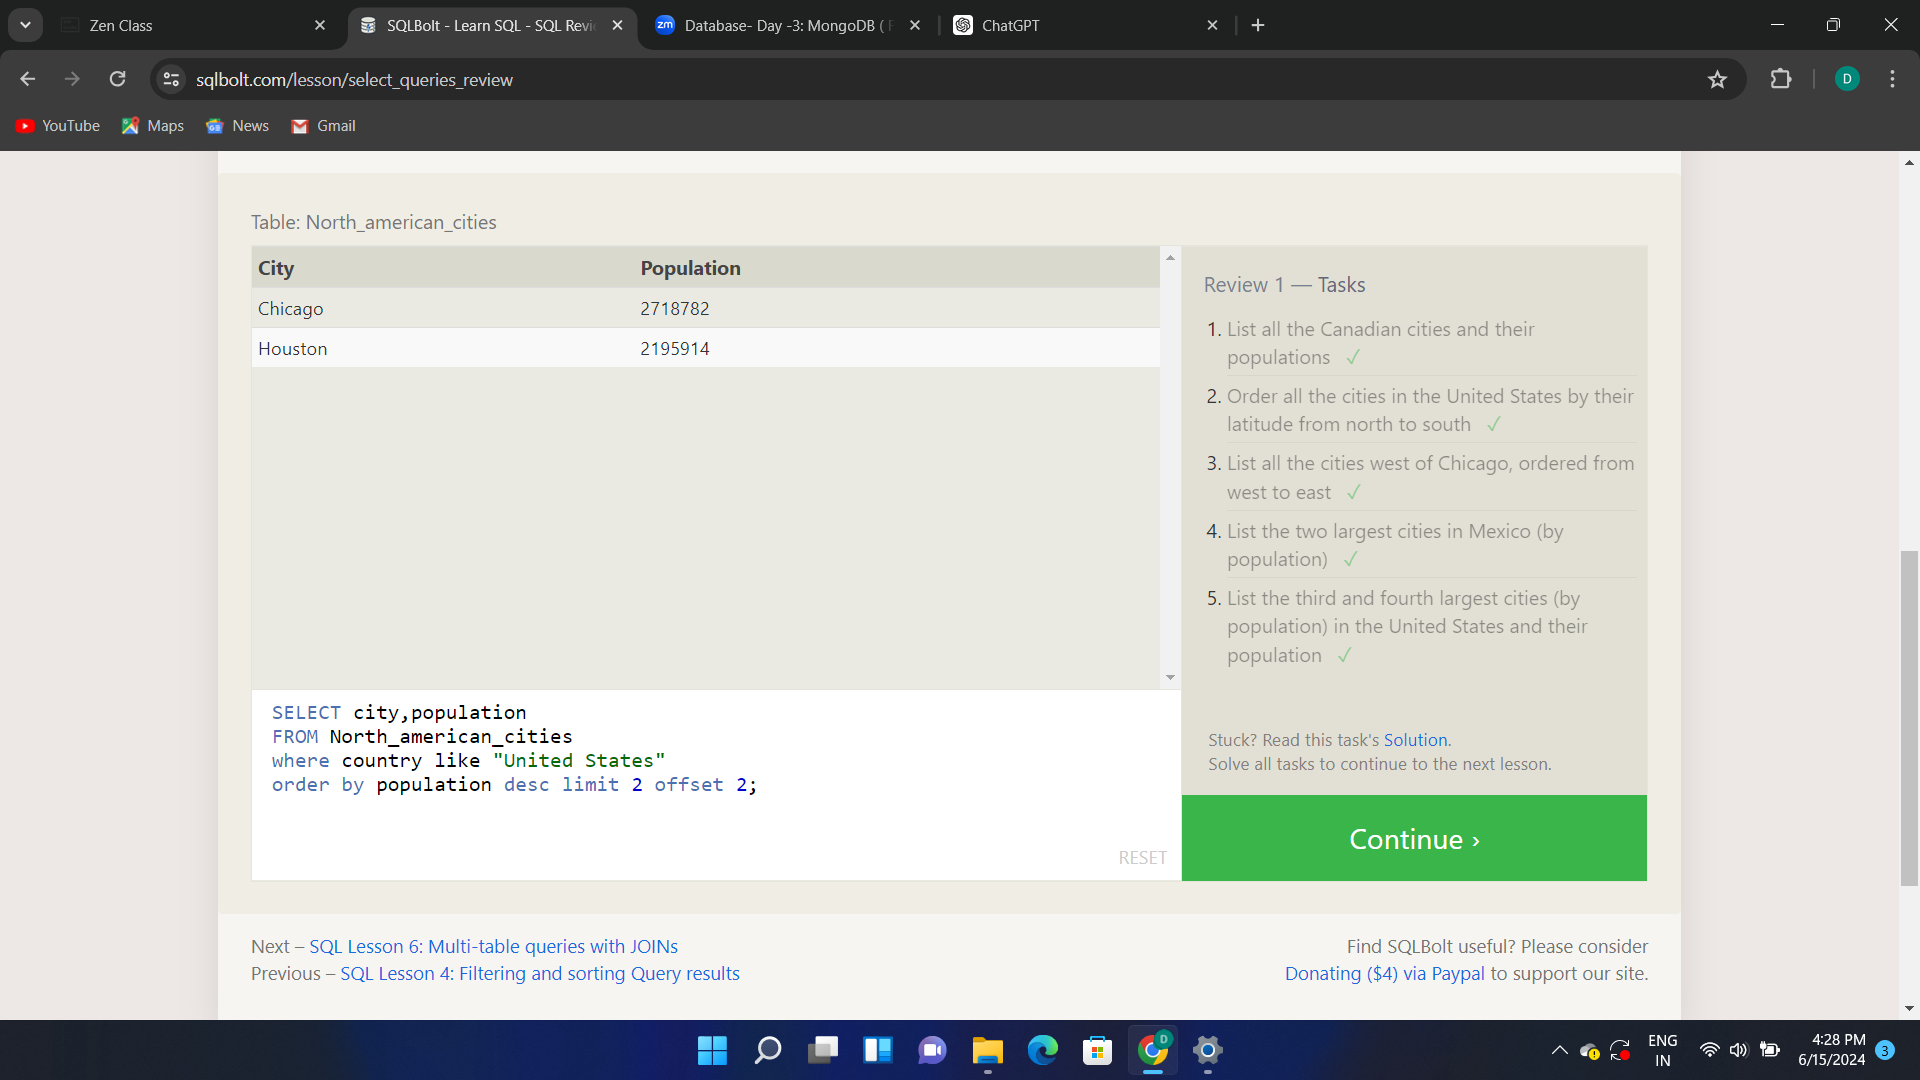 Zen Class
SQLBolt - Learn SQL - SQL Revi
zm
Database- Day -3: MongoDB (
ChatGPT
sqlbolt.com/lesson/select_queries_review
D
YouTube
Maps
News
Gmail
Table: North_american_cities
City Population
Chicago 2718782
Houston 2195914
SELECT city,population
FROM North_american_cities
where country like "United States"
order by population desc limit 2 offset 2;
RESET
Review 1 — Tasks
1. List all the Canadian cities and their
populations ✓
2. Order all the cities in the United States by their
latitude from north to south ✓
3. List all the cities west of Chicago, ordered from
west to east ✓
4. List the two largest cities in Mexico (by
population) ✓
5. List the third and fourth largest cities (by
population) in the United States and their
population ✓
Stuck? Read this task's Solution.
Solve all tasks to continue to the next lesson.
Continue ›
Next – SQL Lesson 6: Multi-table queries with JOINs
Previous – SQL Lesson 4: Filtering and sorting Query results
Find SQLBolt useful? Please consider
Donating ($4) via Paypal to support our site.
D
ENG
IN
4:28 PM
6/15/2024
3